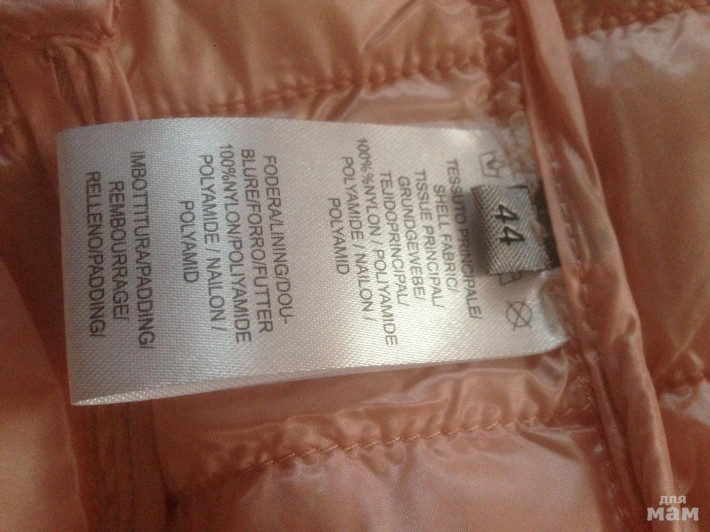 44
TESSUTO PRINCIPALE/
SHELL FABRIC/
TISSUE PRINCIPAL/
GRUNDGEWEBE/
TEJIDOPRINCIPAL/
100%NYLON / POLIYAMIDE
POLYAMIDE / NAILON /
POLYAMID
FODERA/LINING/DOU-
BLURE/FORRO/FUTTER
100%NYLON/POLIYAMIDE
POLYAMIDE / NAILON /
POLYAMID
IMBOTTITURA/PADDING/
REMBOURRAGE/
RELLENO/PADDING/
для
мам